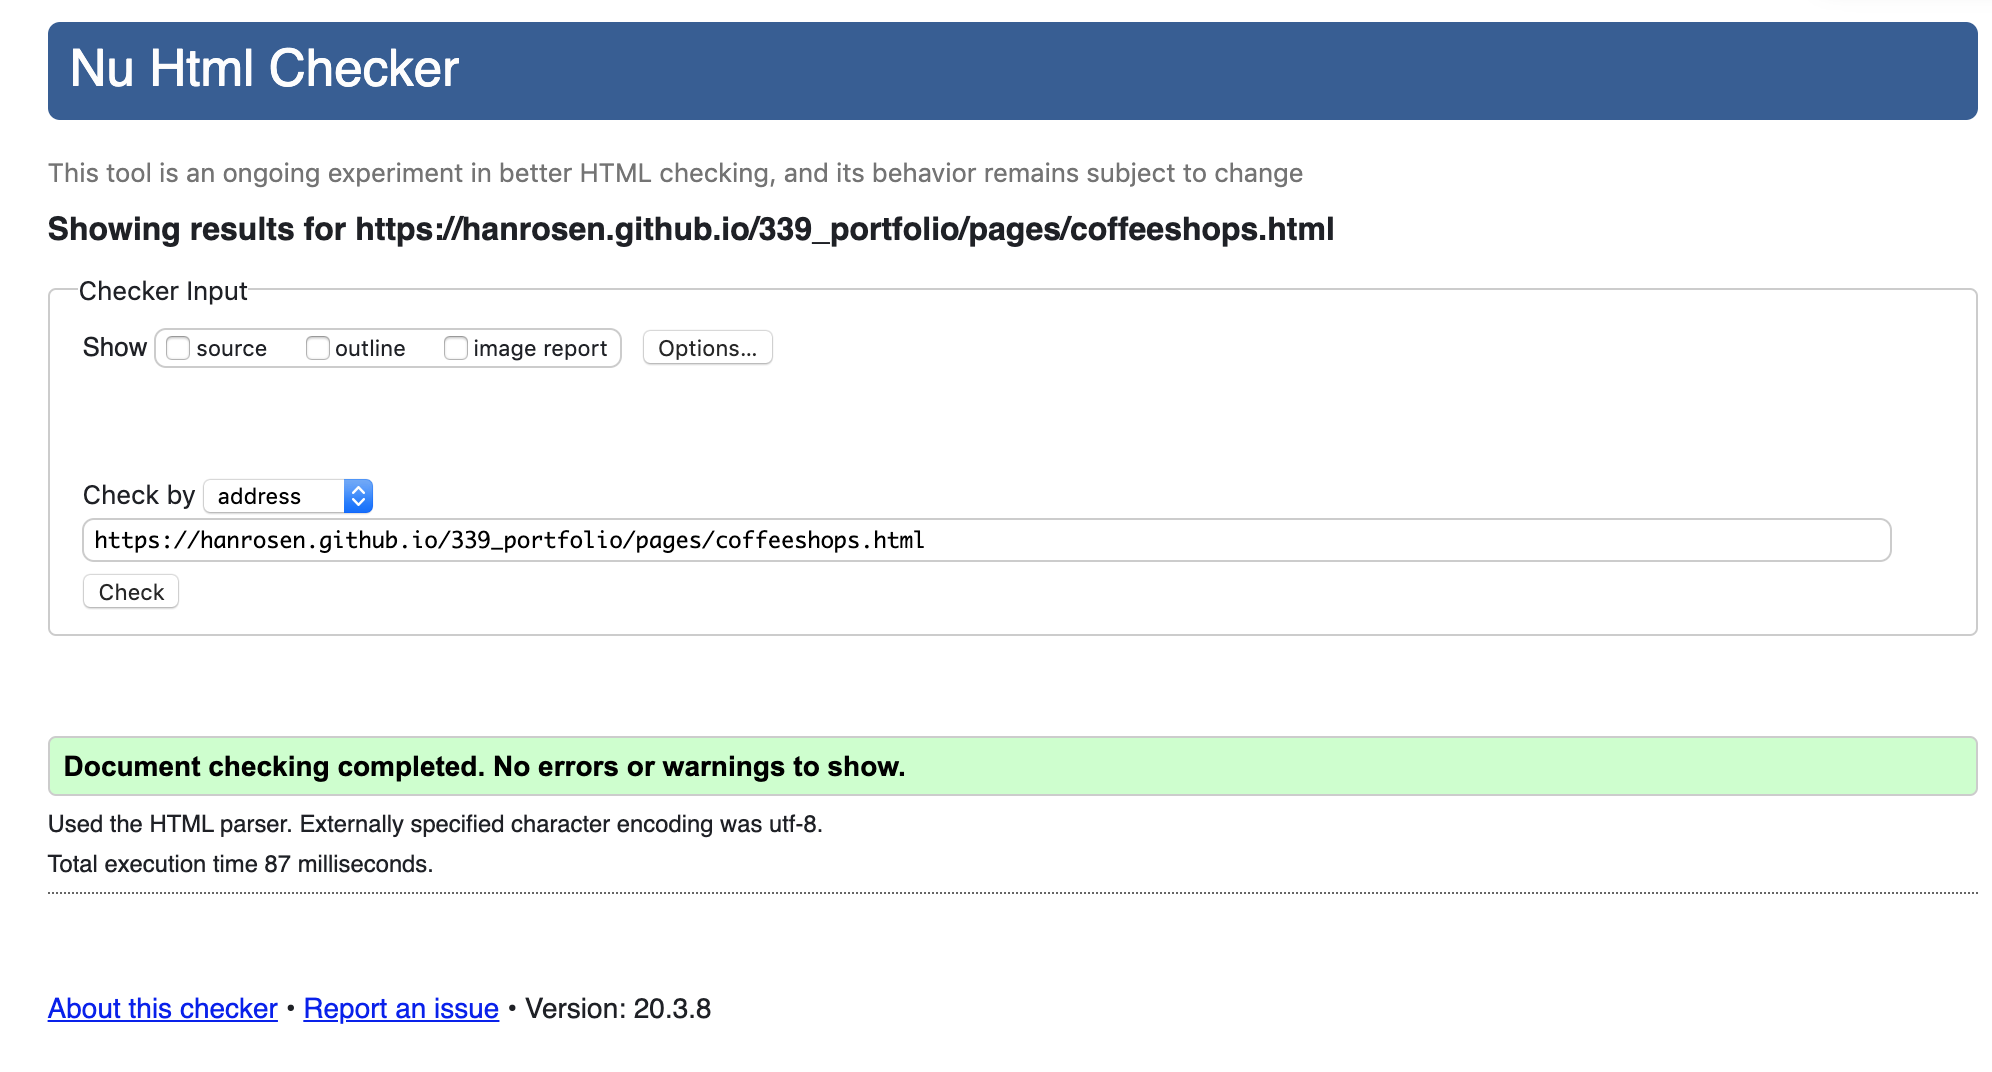 Nu Html Checker
This tool is an ongoing experiment in better HTML checking, and its behavior remains subject to change
Showing results for https://hanrosen.github.io/339_portfolio/pages/coffeeshops.html
Checker Input
Show source outline image report Options...
Check by address
https://hanrosen.github.io/339_portfolio/pages/coffeeshops.html
Check
Document checking completed. No errors or warnings to show.
Used the HTML parser. Externally specified character encoding was utf-8.
Total execution time 87 milliseconds.
About this checker • Report an issue • Version: 20.3.8